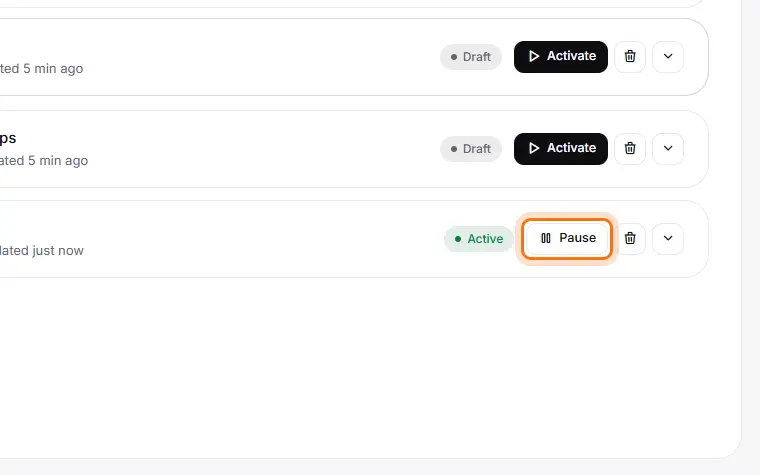 Draft Activate
ted 5 min ago
ps
Draft Activate
ated 5 min ago
Active Pause
lated just now